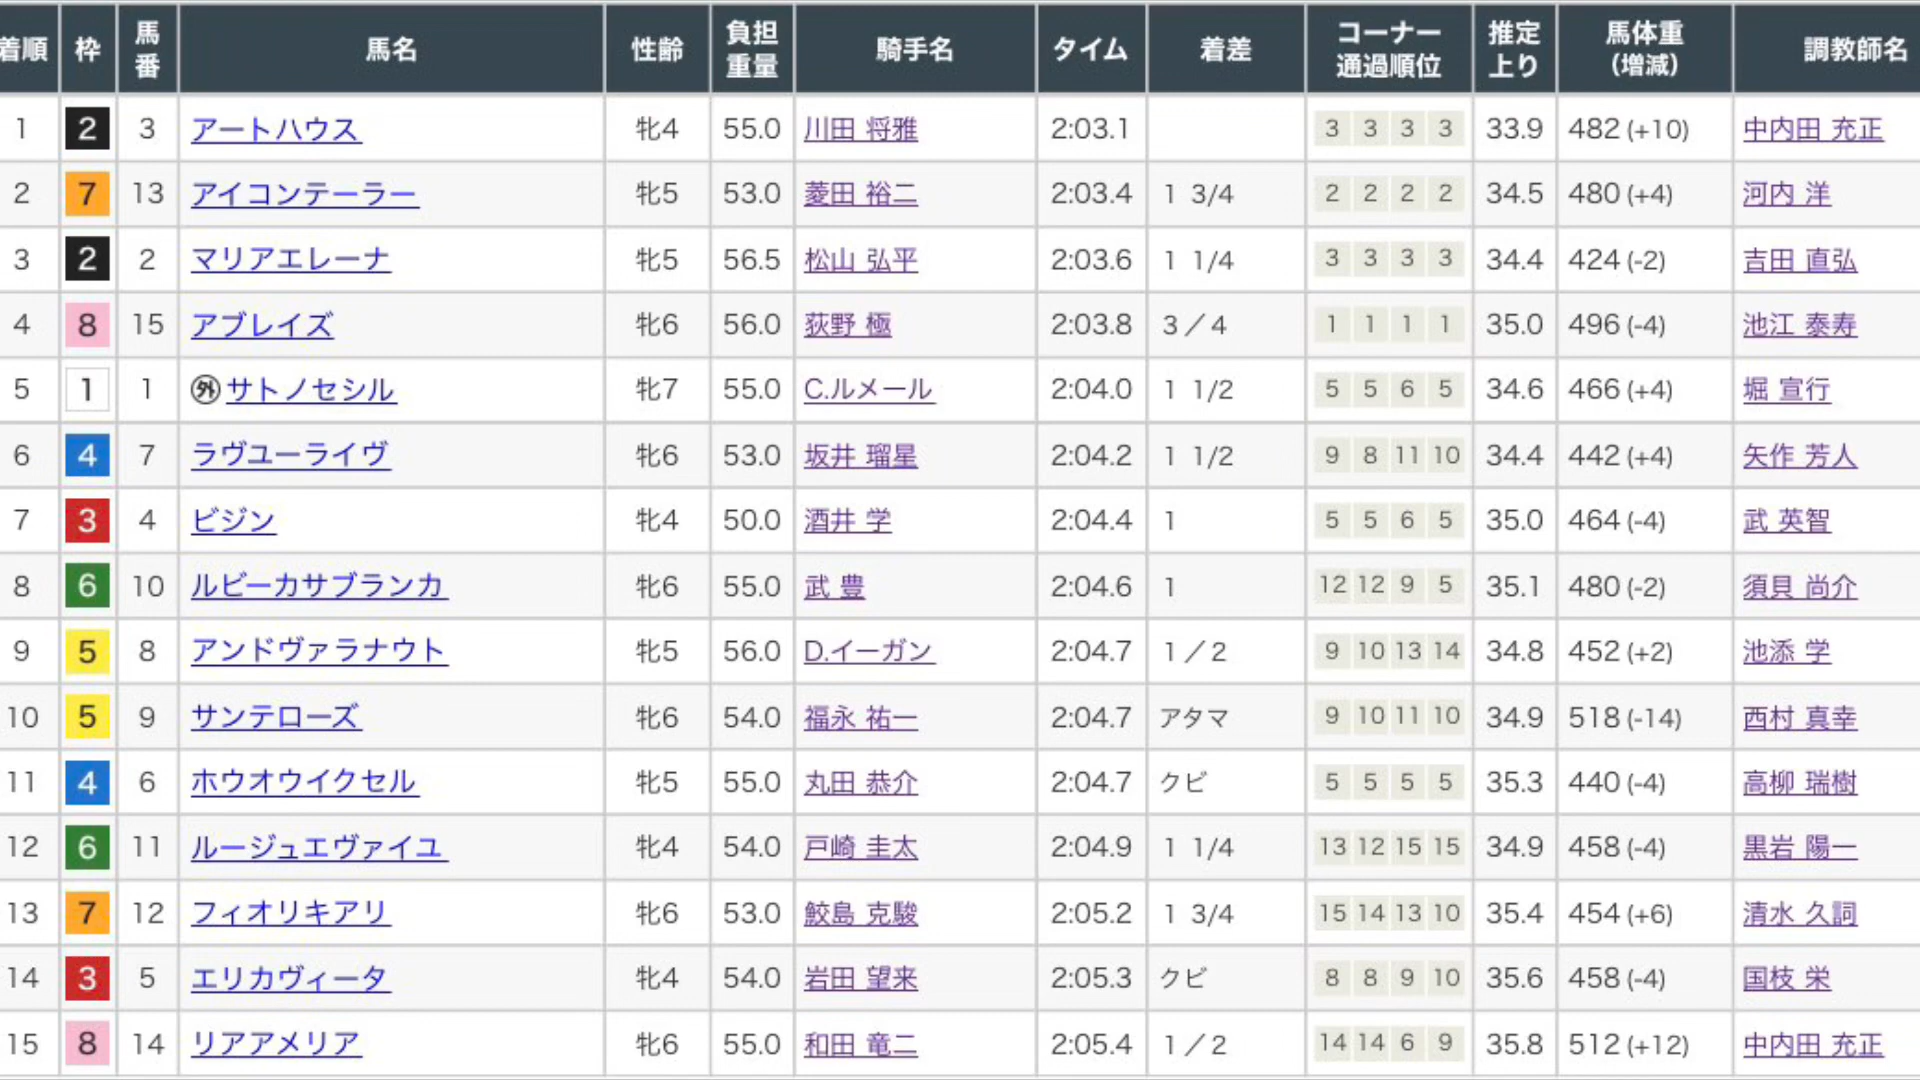 着順 枠 馬番 馬名 性齢 負担重量 騎手名 タイム 着差 コーナー通過順位 推定上り 馬体重(増減) 調教師名
1 2 3 アートハウス 牝4 55.0 川田 将雅 2:03.1 3 3 3 3 33.9 482 (+10) 中内田 充正
2 7 13 アイコンテーラー 牝5 53.0 菱田 裕二 2:03.4 1 3/4 2 2 2 2 34.5 480 (+4) 河内 洋
3 2 2 マリアエレーナ 牝5 56.5 松山 弘平 2:03.6 1 1/4 3 3 3 3 34.4 424 (-2) 吉田 直弘
4 8 15 アブレイズ 牝6 56.0 荻野 極 2:03.8 3/4 1 1 1 1 35.0 496 (-4) 池江 泰寿
5 1 1 外 サトノセシル 牝7 55.0 C.ルメール 2:04.0 1 1/2 5 5 6 5 34.6 466 (+4) 堀 宣行
6 4 7 ラヴユーライヴ 牝6 53.0 坂井 瑠星 2:04.2 1 1/2 9 8 11 10 34.4 442 (+4) 矢作 芳人
7 3 4 ビジン 牝4 50.0 酒井 学 2:04.4 1 5 5 6 5 35.0 464 (-4) 武 英智
8 6 10 ルビーカサブランカ 牝6 55.0 武 豊 2:04.6 1 12 12 9 5 35.1 480 (-2) 須貝 尚介
9 5 8 アンドヴァラナウト 牝5 56.0 D.イーガン 2:04.7 1/2 9 10 13 14 34.8 452 (+2) 池添 学
10 5 9 サンテローズ 牝6 54.0 福永 祐一 2:04.7 アタマ 9 10 11 10 34.9 518 (-14) 西村 真幸
11 4 6 ホウオウイクセル 牝5 55.0 丸田 恭介 2:04.7 クビ 5 5 5 5 35.3 440 (-4) 高柳 瑞樹
12 6 11 ルージュエヴァイユ 牝4 54.0 戸崎 圭太 2:04.9 1 1/4 13 12 15 15 34.9 458 (-4) 黒岩 陽一
13 7 12 フィオリキアリ 牝6 53.0 鮫島 克駿 2:05.2 1 3/4 15 14 13 10 35.4 454 (+6) 清水 久詞
14 3 5 エリカヴィータ 牝4 54.0 岩田 望来 2:05.3 クビ 8 8 9 10 35.6 458 (-4) 国枝 栄
15 8 14 リアアメリア 牝6 55.0 和田 竜二 2:05.4 1/2 14 14 6 9 35.8 512 (+12) 中内田 充正